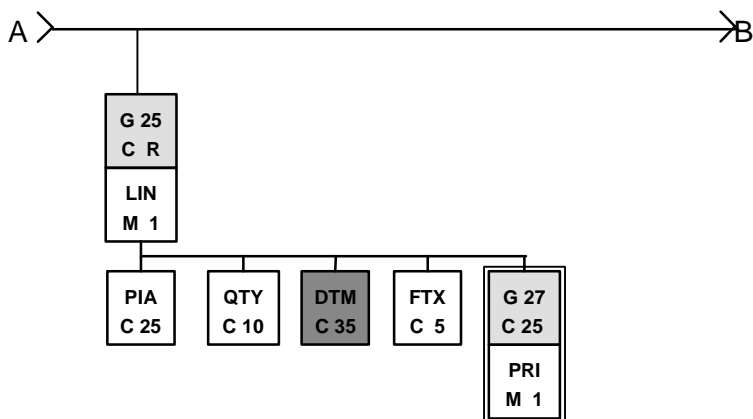 A B
G 25
C R
LIN
M 1
PIA QTY DTM FTX G 27
C 25 C 10 C 35 C 5 C 25
PRI
M 1